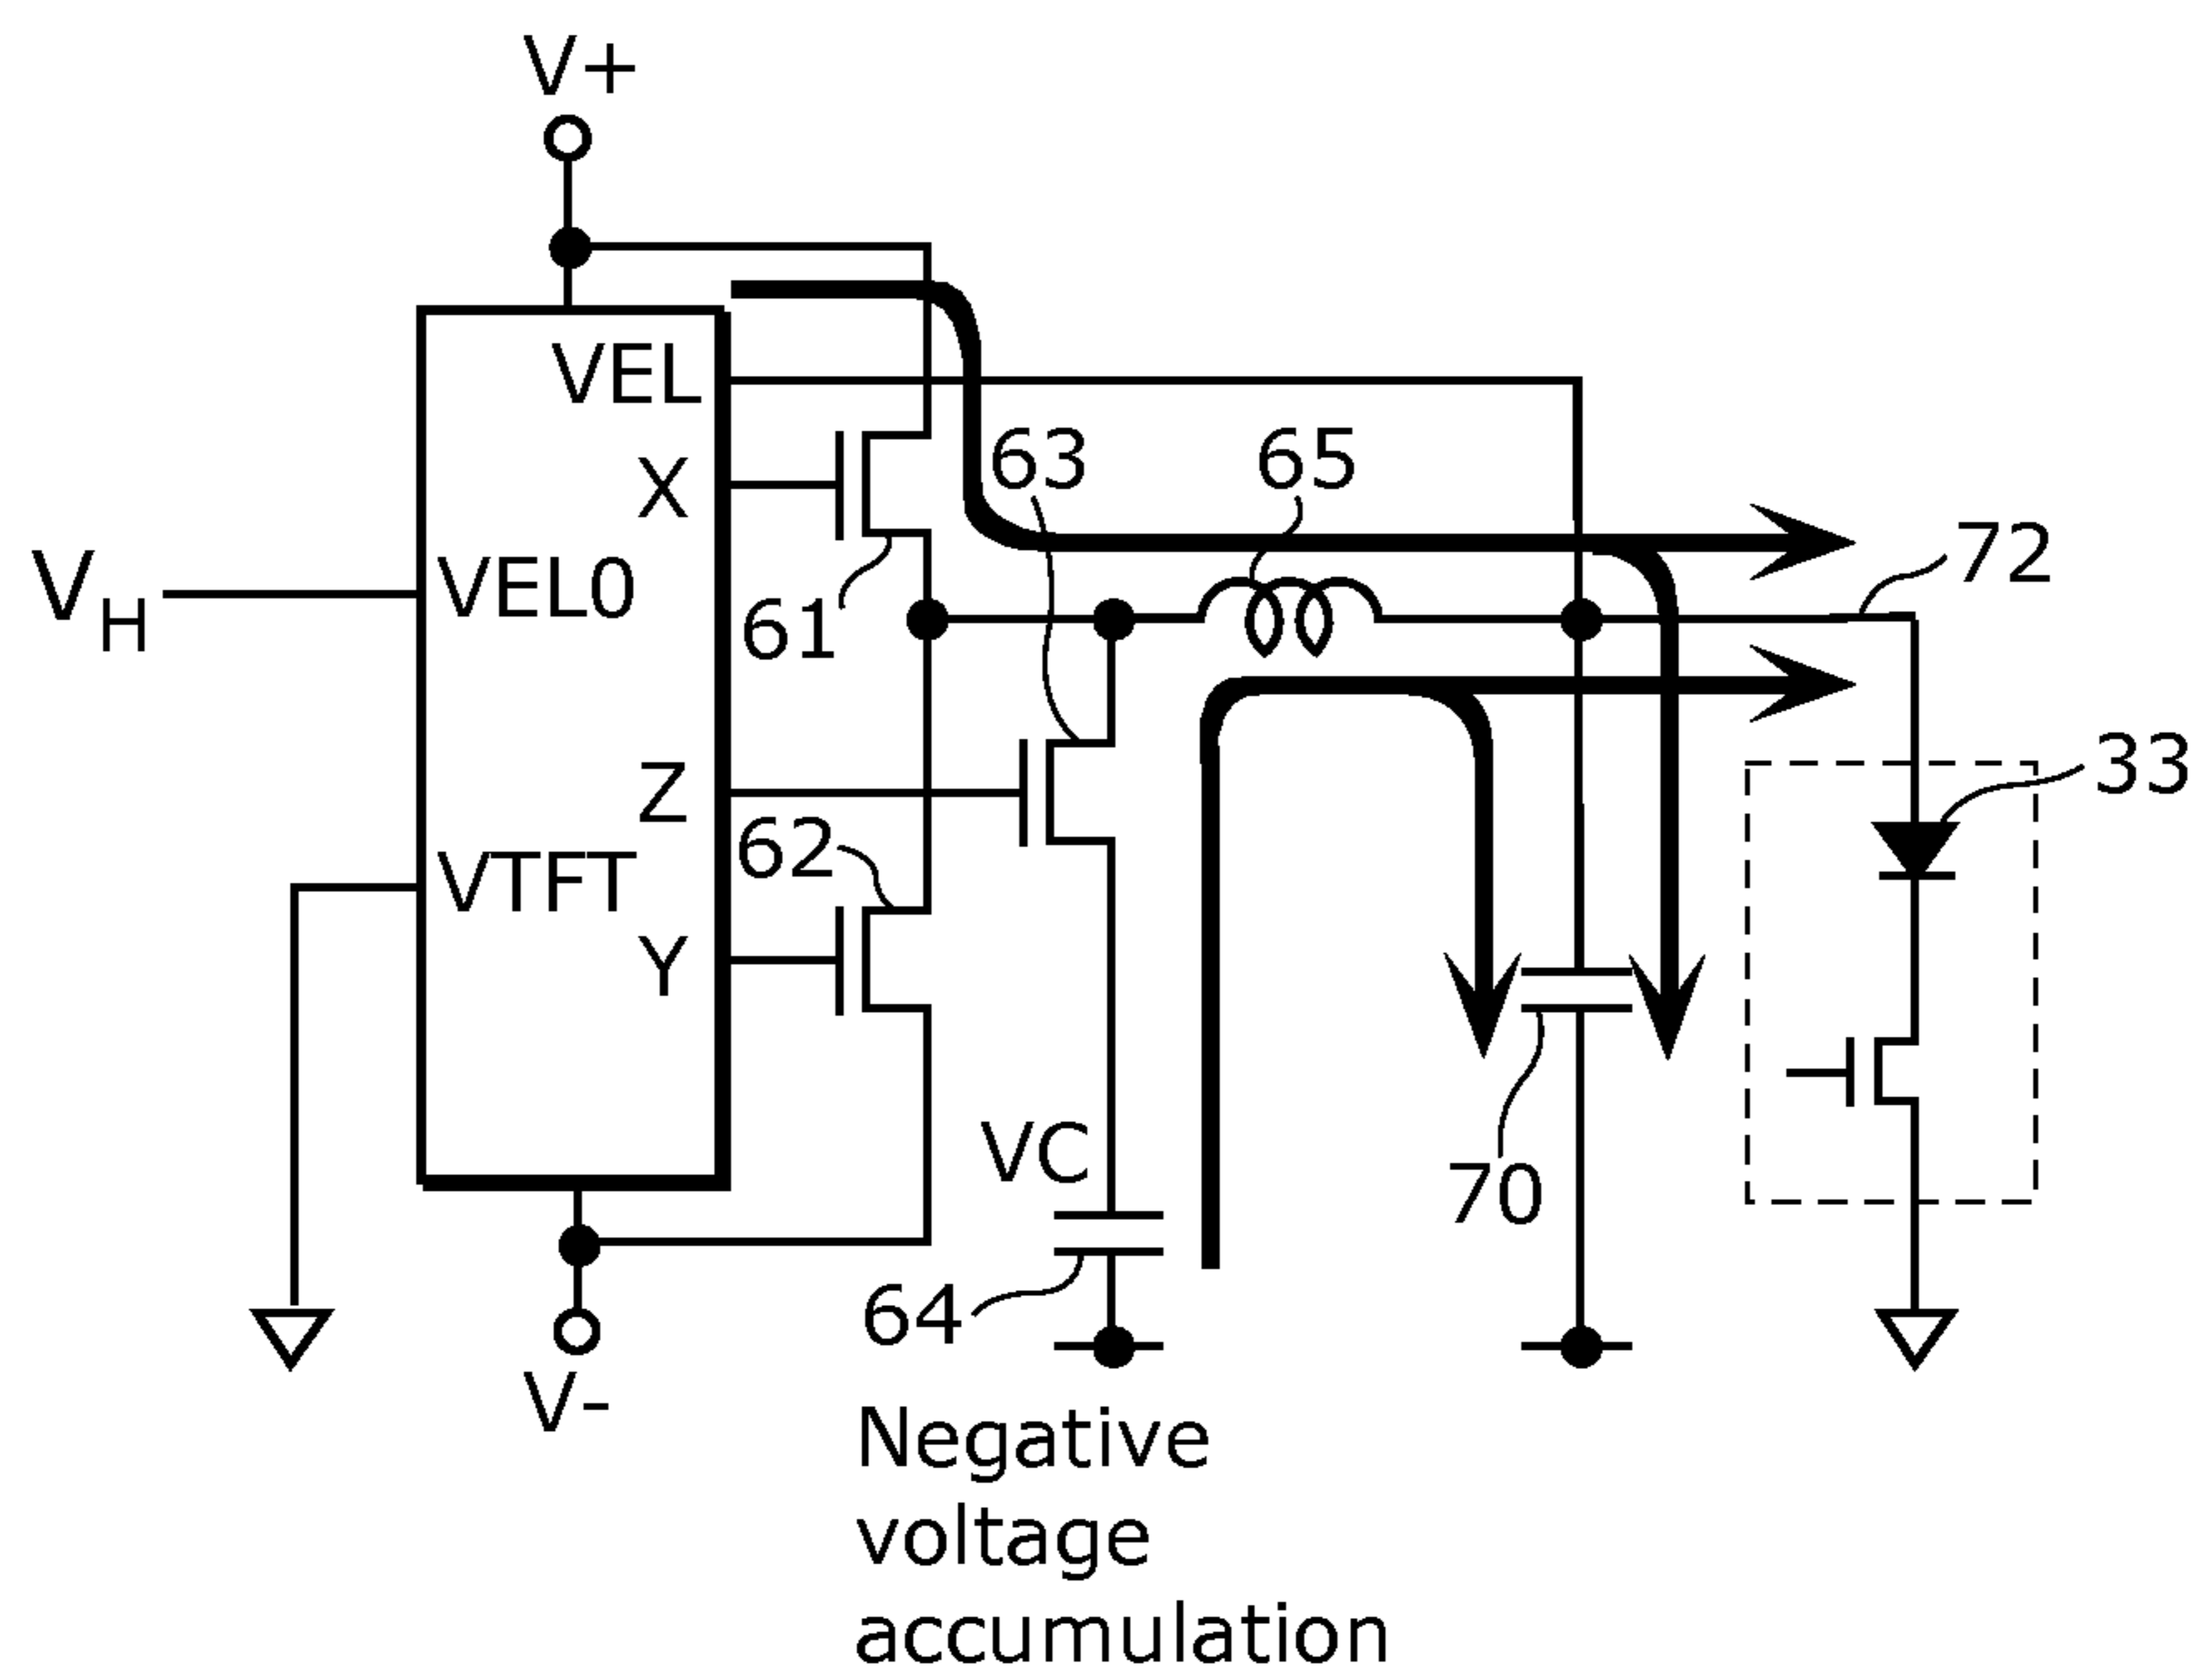 V+
VEL
X
63
65
VH
VEL0
61
72
Z
62
33
VTFT
Y
VC
70
64
V-
Negative
voltage
accumulation